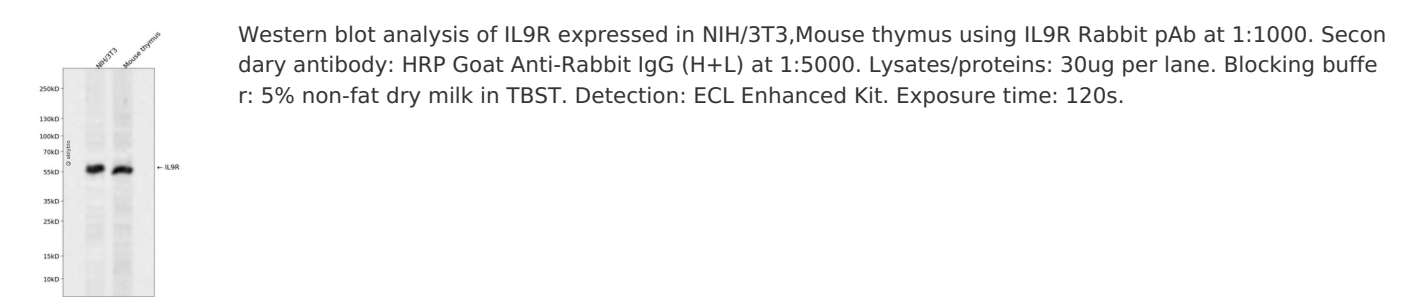 NIH/3T3
Mouse thymus
250kD
130kD
100kD
70kD
55kD
35kD
25kD
15kD
10kD
@ ablybio
← IL9R
Western blot analysis of IL9R expressed in NIH/3T3,Mouse thymus using IL9R Rabbit pAb at 1:1000. Secon
dary antibody: HRP Goat Anti-Rabbit IgG (H+L) at 1:5000. Lysates/proteins: 30ug per lane. Blocking buffe
r: 5% non-fat dry milk in TBST. Detection: ECL Enhanced Kit. Exposure time: 120s.